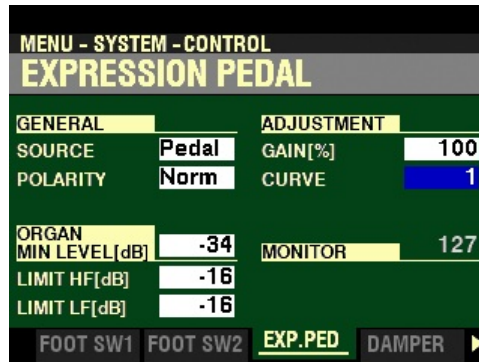 MENU - SYSTEM - CONTROL
EXPRESSION PEDAL
GENERAL
SOURCE Pedal
POLARITY Norm
ADJUSTMENT
GAIN[%] 100
CURVE 1
ORGAN
MIN LEVEL[dB] -34
LIMIT HF[dB] -16
LIMIT LF[dB] -16
MONITOR 127
FOOT SW1 FOOT SW2 EXP.PED DAMPER